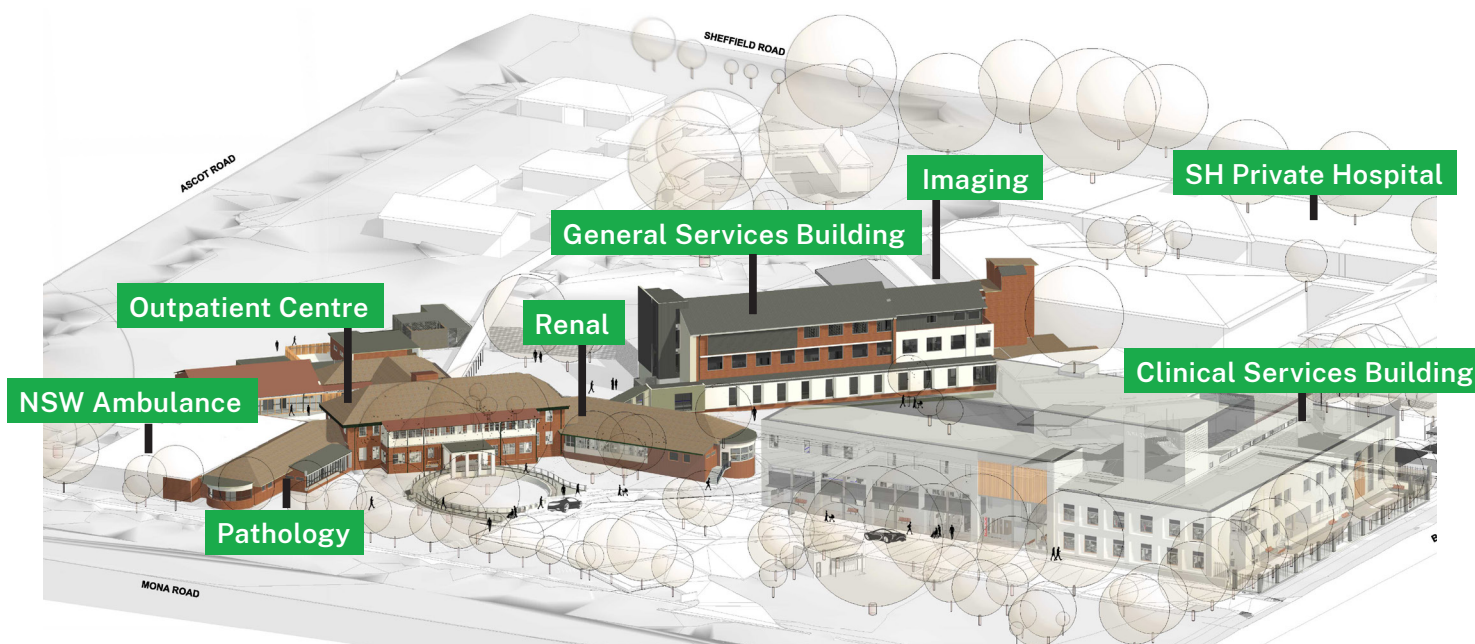 SHEFFIELD ROAD
ASCOT ROAD
Imaging
SH Private Hospital
General Services Building
Outpatient Centre
Renal
Clinical Services Building
NSW Ambulance
Pathology
MONA ROAD